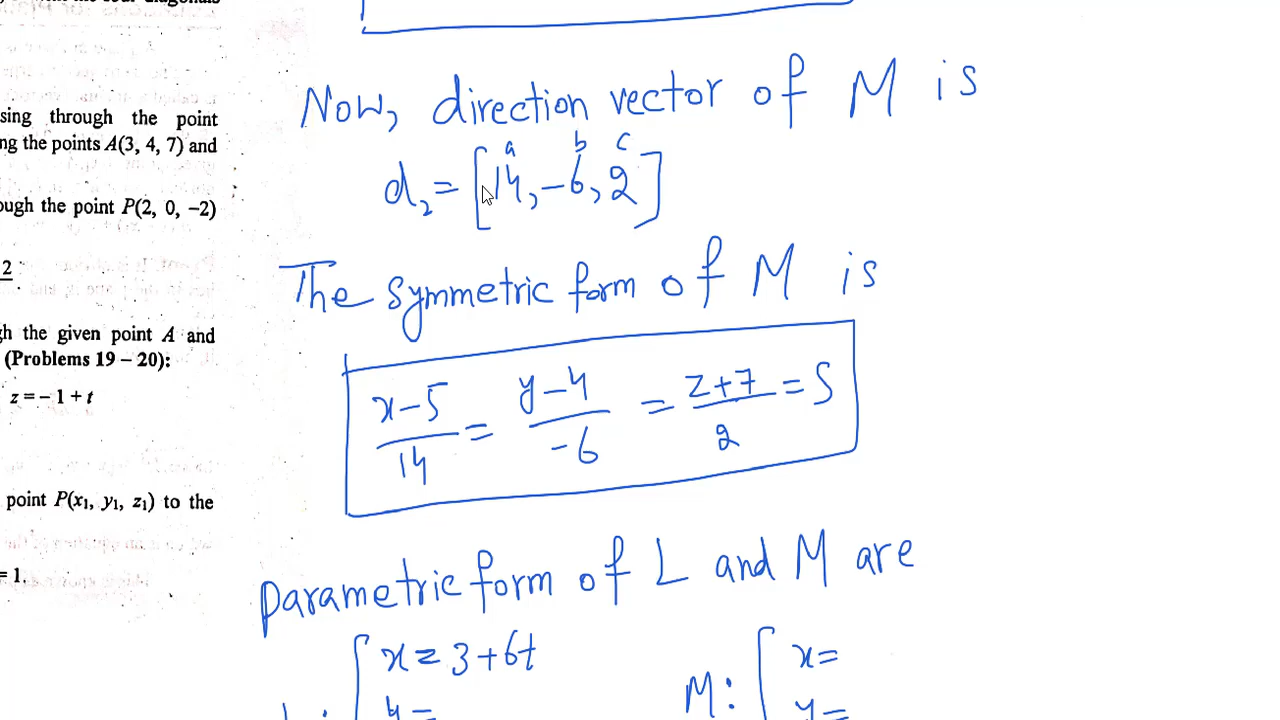 sing through the point
ng the points A(3, 4, 7) and
ough the point P(2, 0, −2)
2
gh the given point A and
(Problems 19 – 20):
z = − 1 + t
point P(x₁, y₁, z₁) to the
= 1.
Now, direction vector of M is
a b c
d₂ = [14, −6, 2]
The symmetric form of M is
x−5/14 = y−4/−6 = z+7/2 = S
Parametric form of L and M are
x = 3+6t
y =
M: x =
y =